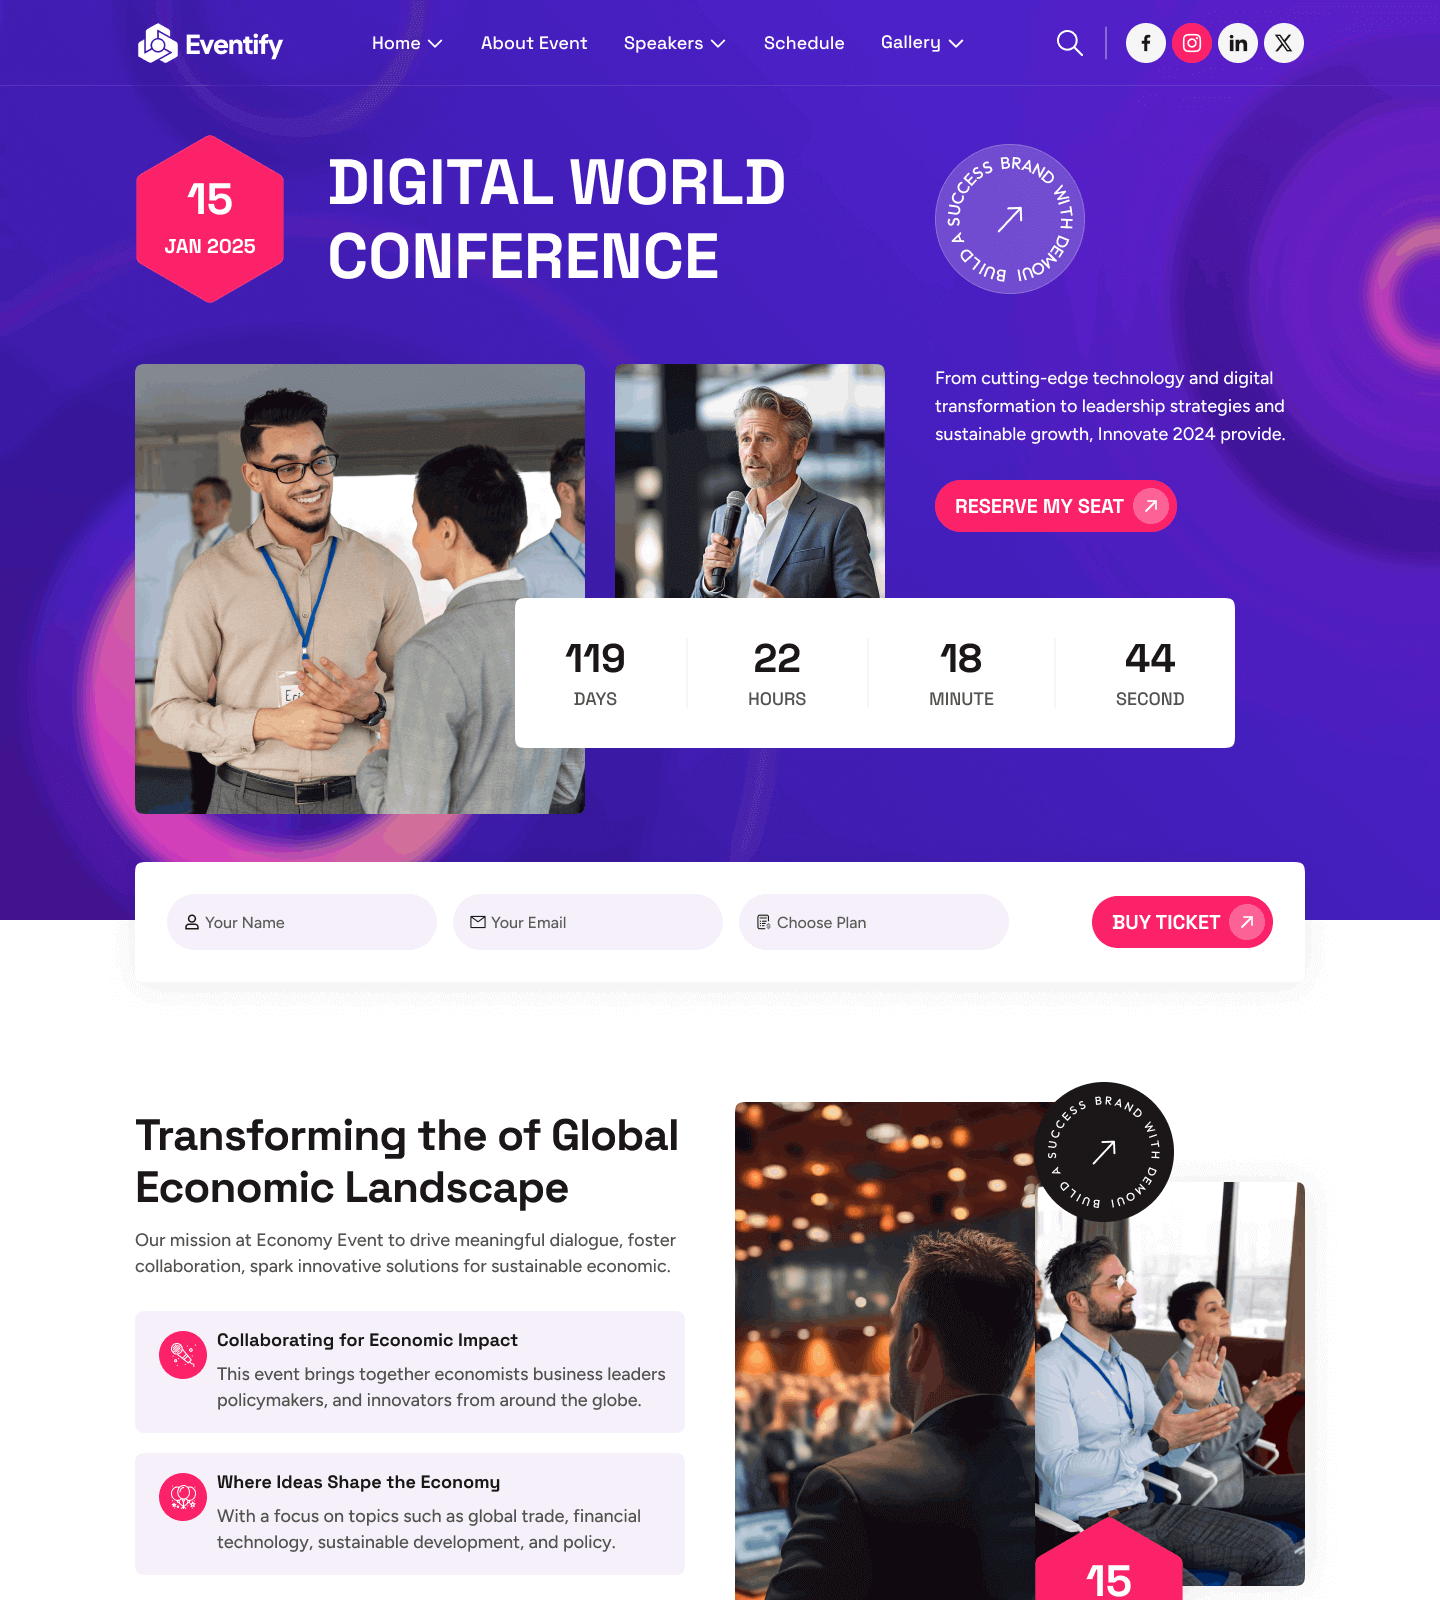 Eventify
Home
About Event
Speakers
Schedule
Gallery
15
JAN 2025
DIGITAL WORLD
CONFERENCE
BUILD A SUCCESS BRAND WITH DEMOUI
From cutting-edge technology and digital
transformation to leadership strategies and
sustainable growth, Innovate 2024 provide.
RESERVE MY SEAT
Eri
119
DAYS
22
HOURS
18
MINUTE
44
SECOND
Your Name
Your Email
Choose Plan
BUY TICKET
Transforming the of Global
Economic Landscape
Our mission at Economy Event to drive meaningful dialogue, foster
collaboration, spark innovative solutions for sustainable economic.
Collaborating for Economic Impact
This event brings together economists business leaders
policymakers, and innovators from around the globe.
Where Ideas Shape the Economy
With a focus on topics such as global trade, financial
technology, sustainable development, and policy.
BUILD A SUCCESS BRAND WITH DEMOUI
15